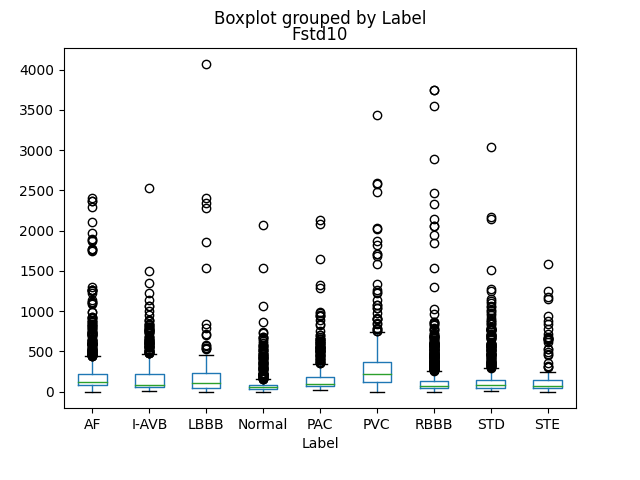 Boxplot grouped by Label
Fstd10
4000
3500
3000
2500
2000
1500
1000
500
0
AF I-AVB LBBB Normal PAC PVC RBBB STD STE
Label